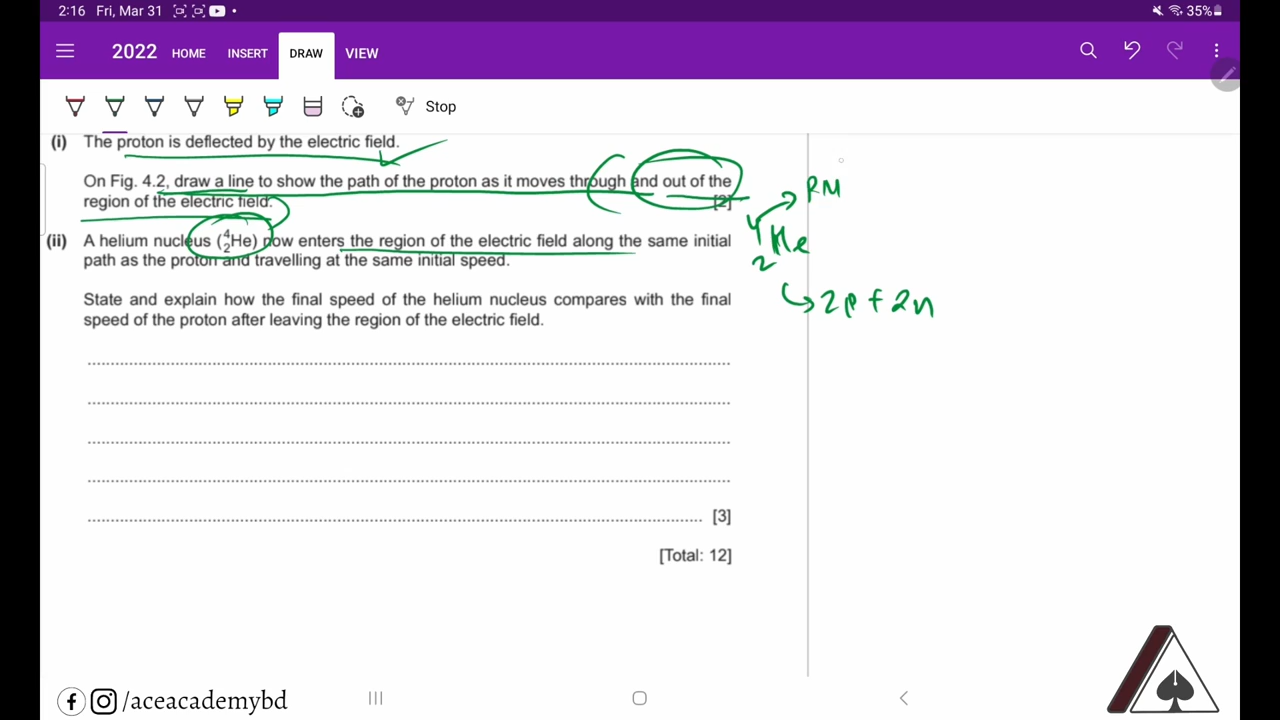 2:16 Fri, Mar 31
35%
2022 HOME INSERT DRAW VIEW
Stop
(i) The proton is deflected by the electric field.
On Fig. 4.2, draw a line to show the path of the proton as it moves through and out of the
region of the electric field. [2]
(ii) A helium nucleus (⁴₂He) now enters the region of the electric field along the same initial
path as the proton and travelling at the same initial speed.
State and explain how the final speed of the helium nucleus compares with the final
speed of the proton after leaving the region of the electric field.
[3]
[Total: 12]
RM
⁴₂He
2p + 2n
/aceacademybd